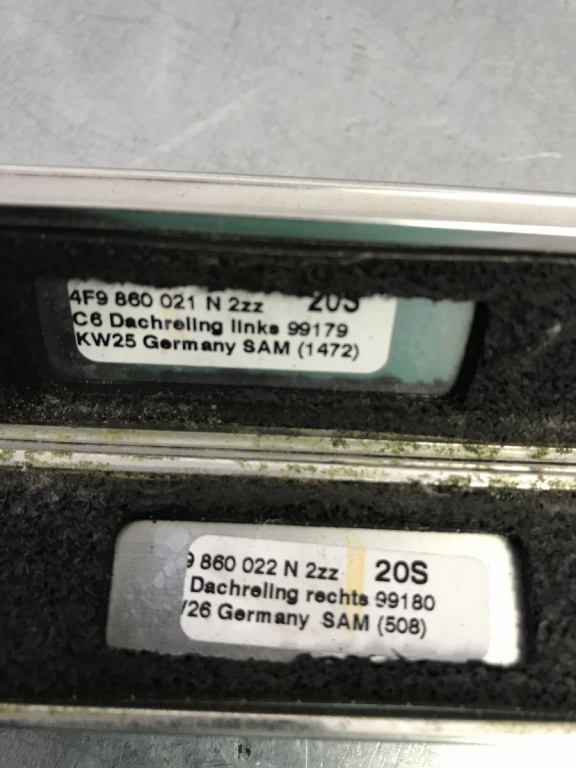 4F9 860 021 N 2zz 20S
C6 Dachreling links 99179
KW25 Germany SAM (1472)
9 860 022 N 2zz 20S
Dachreling rechts 99180
/26 Germany SAM (508)